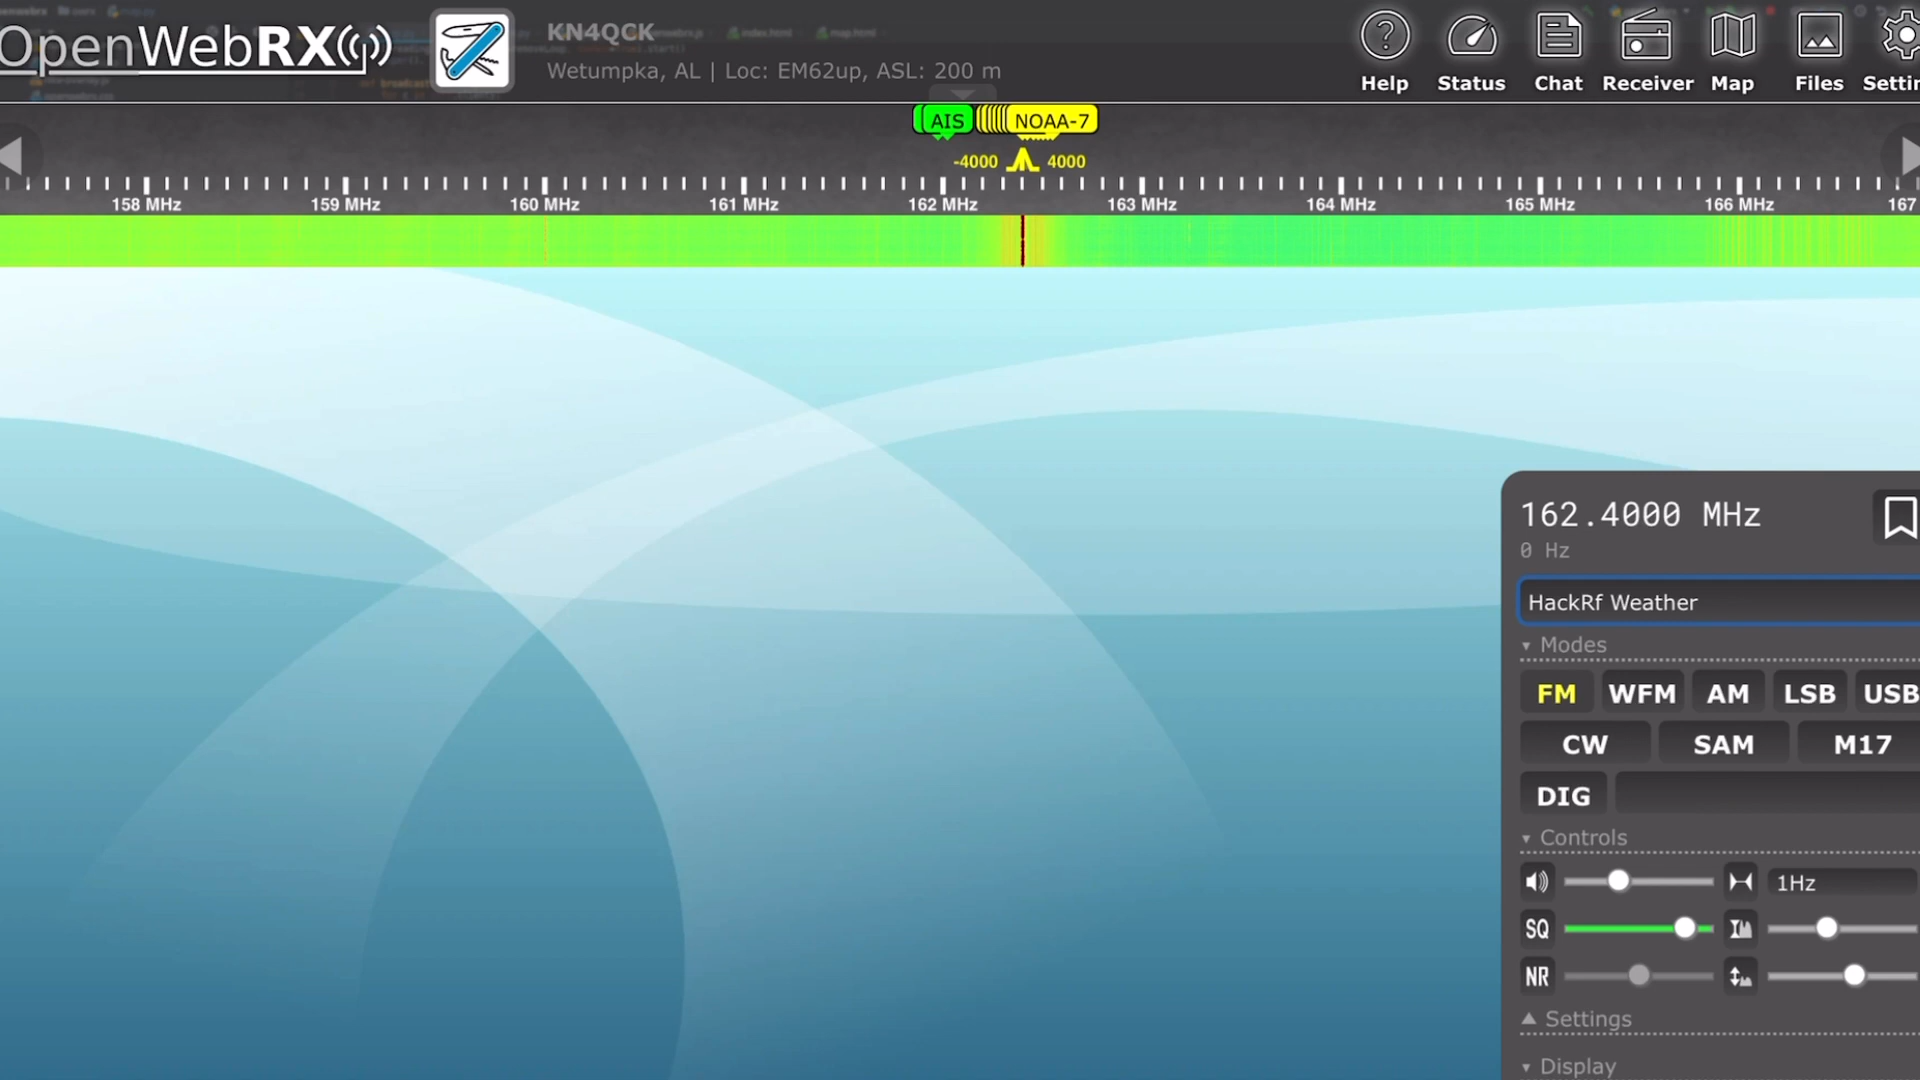 OpenWebRX
KN4QCK
Wetumpka, AL | Loc: EM62up, ASL: 200 m
Help
Status
Chat
Receiver
Map
Files
Settin
AIS
NOAA-7
-4000
4000
158 MHz
159 MHz
160 MHz
161 MHz
162 MHz
163 MHz
164 MHz
165 MHz
166 MHz
167
162.4000 MHz
0 Hz
HackRf Weather
▾ Modes
FM
WFM
AM
LSB
USB
CW
SAM
M17
DIG
▾ Controls
1Hz
SQ
NR
▲ Settings
▾ Display